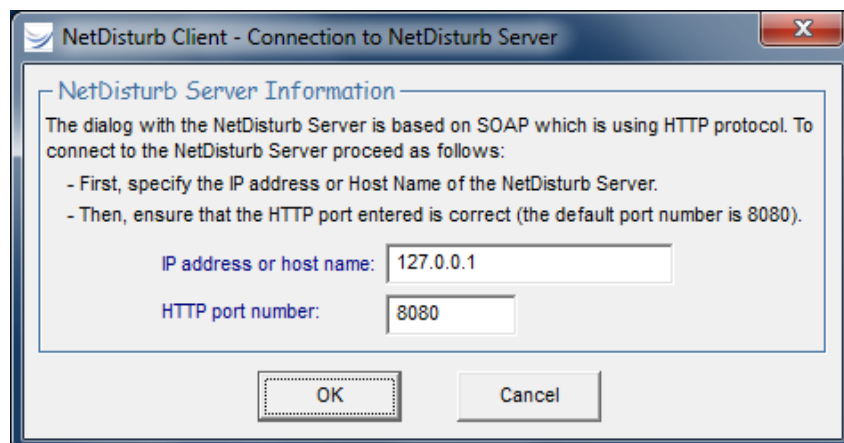 NetDisturb Client - Connection to NetDisturb Server
NetDisturb Server Information
The dialog with the NetDisturb Server is based on SOAP which is using HTTP protocol. To
connect to the NetDisturb Server proceed as follows:
- First, specify the IP address or Host Name of the NetDisturb Server.
- Then, ensure that the HTTP port entered is correct (the default port number is 8080).
IP address or host name: 127.0.0.1
HTTP port number: 8080
OK Cancel